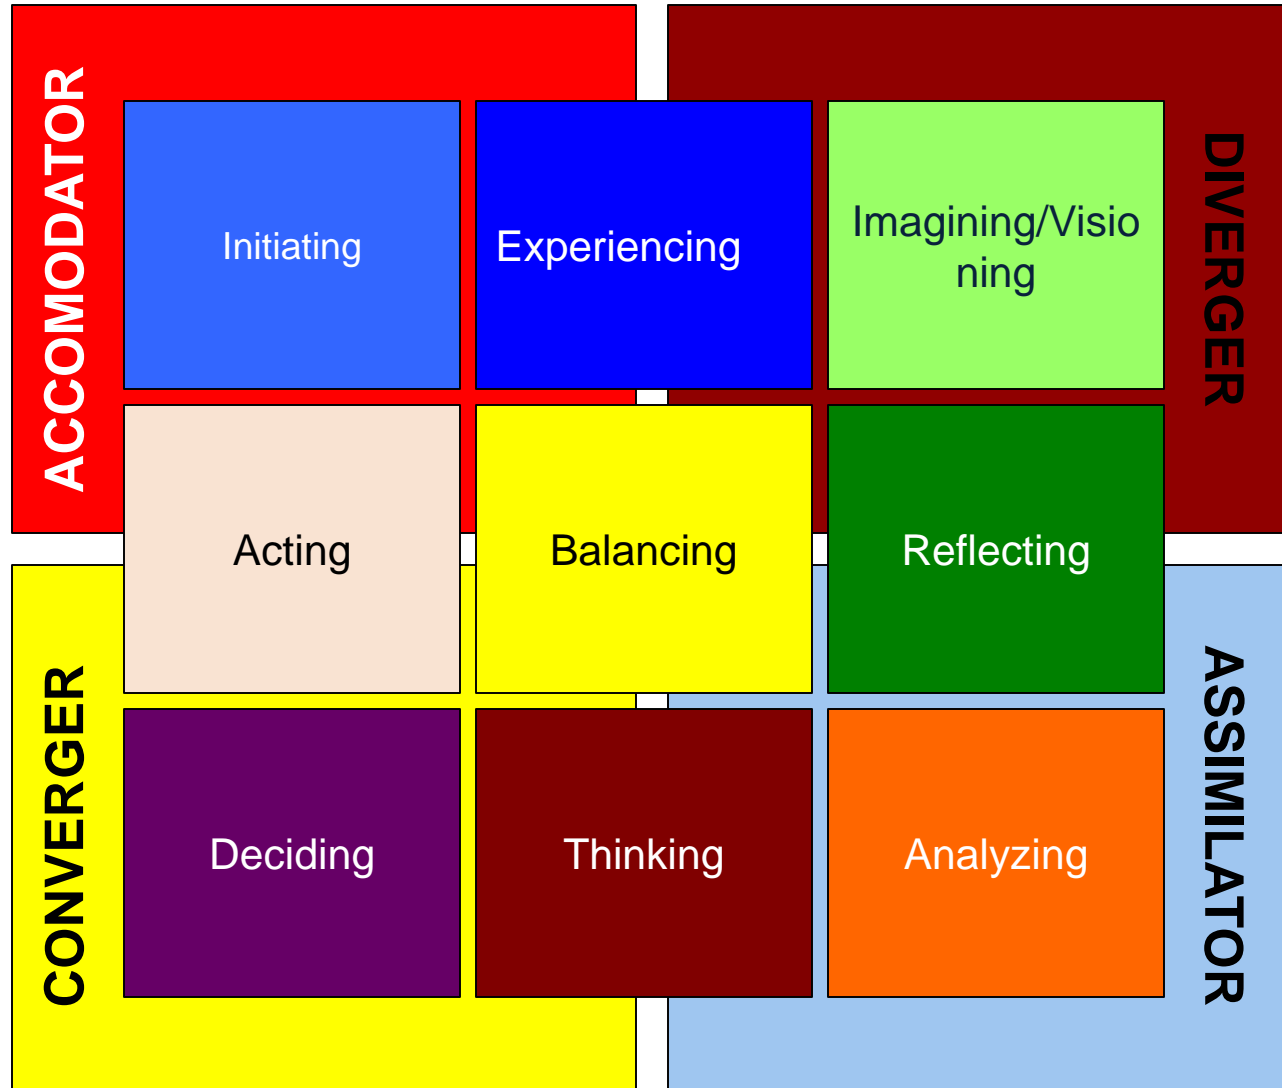 ACCOMODATOR
DIVERGER
Initiating
Experiencing
Imagining/Visio
ning
Acting
Balancing
Reflecting
CONVERGER
ASSIMILATOR
Deciding
Thinking
Analyzing